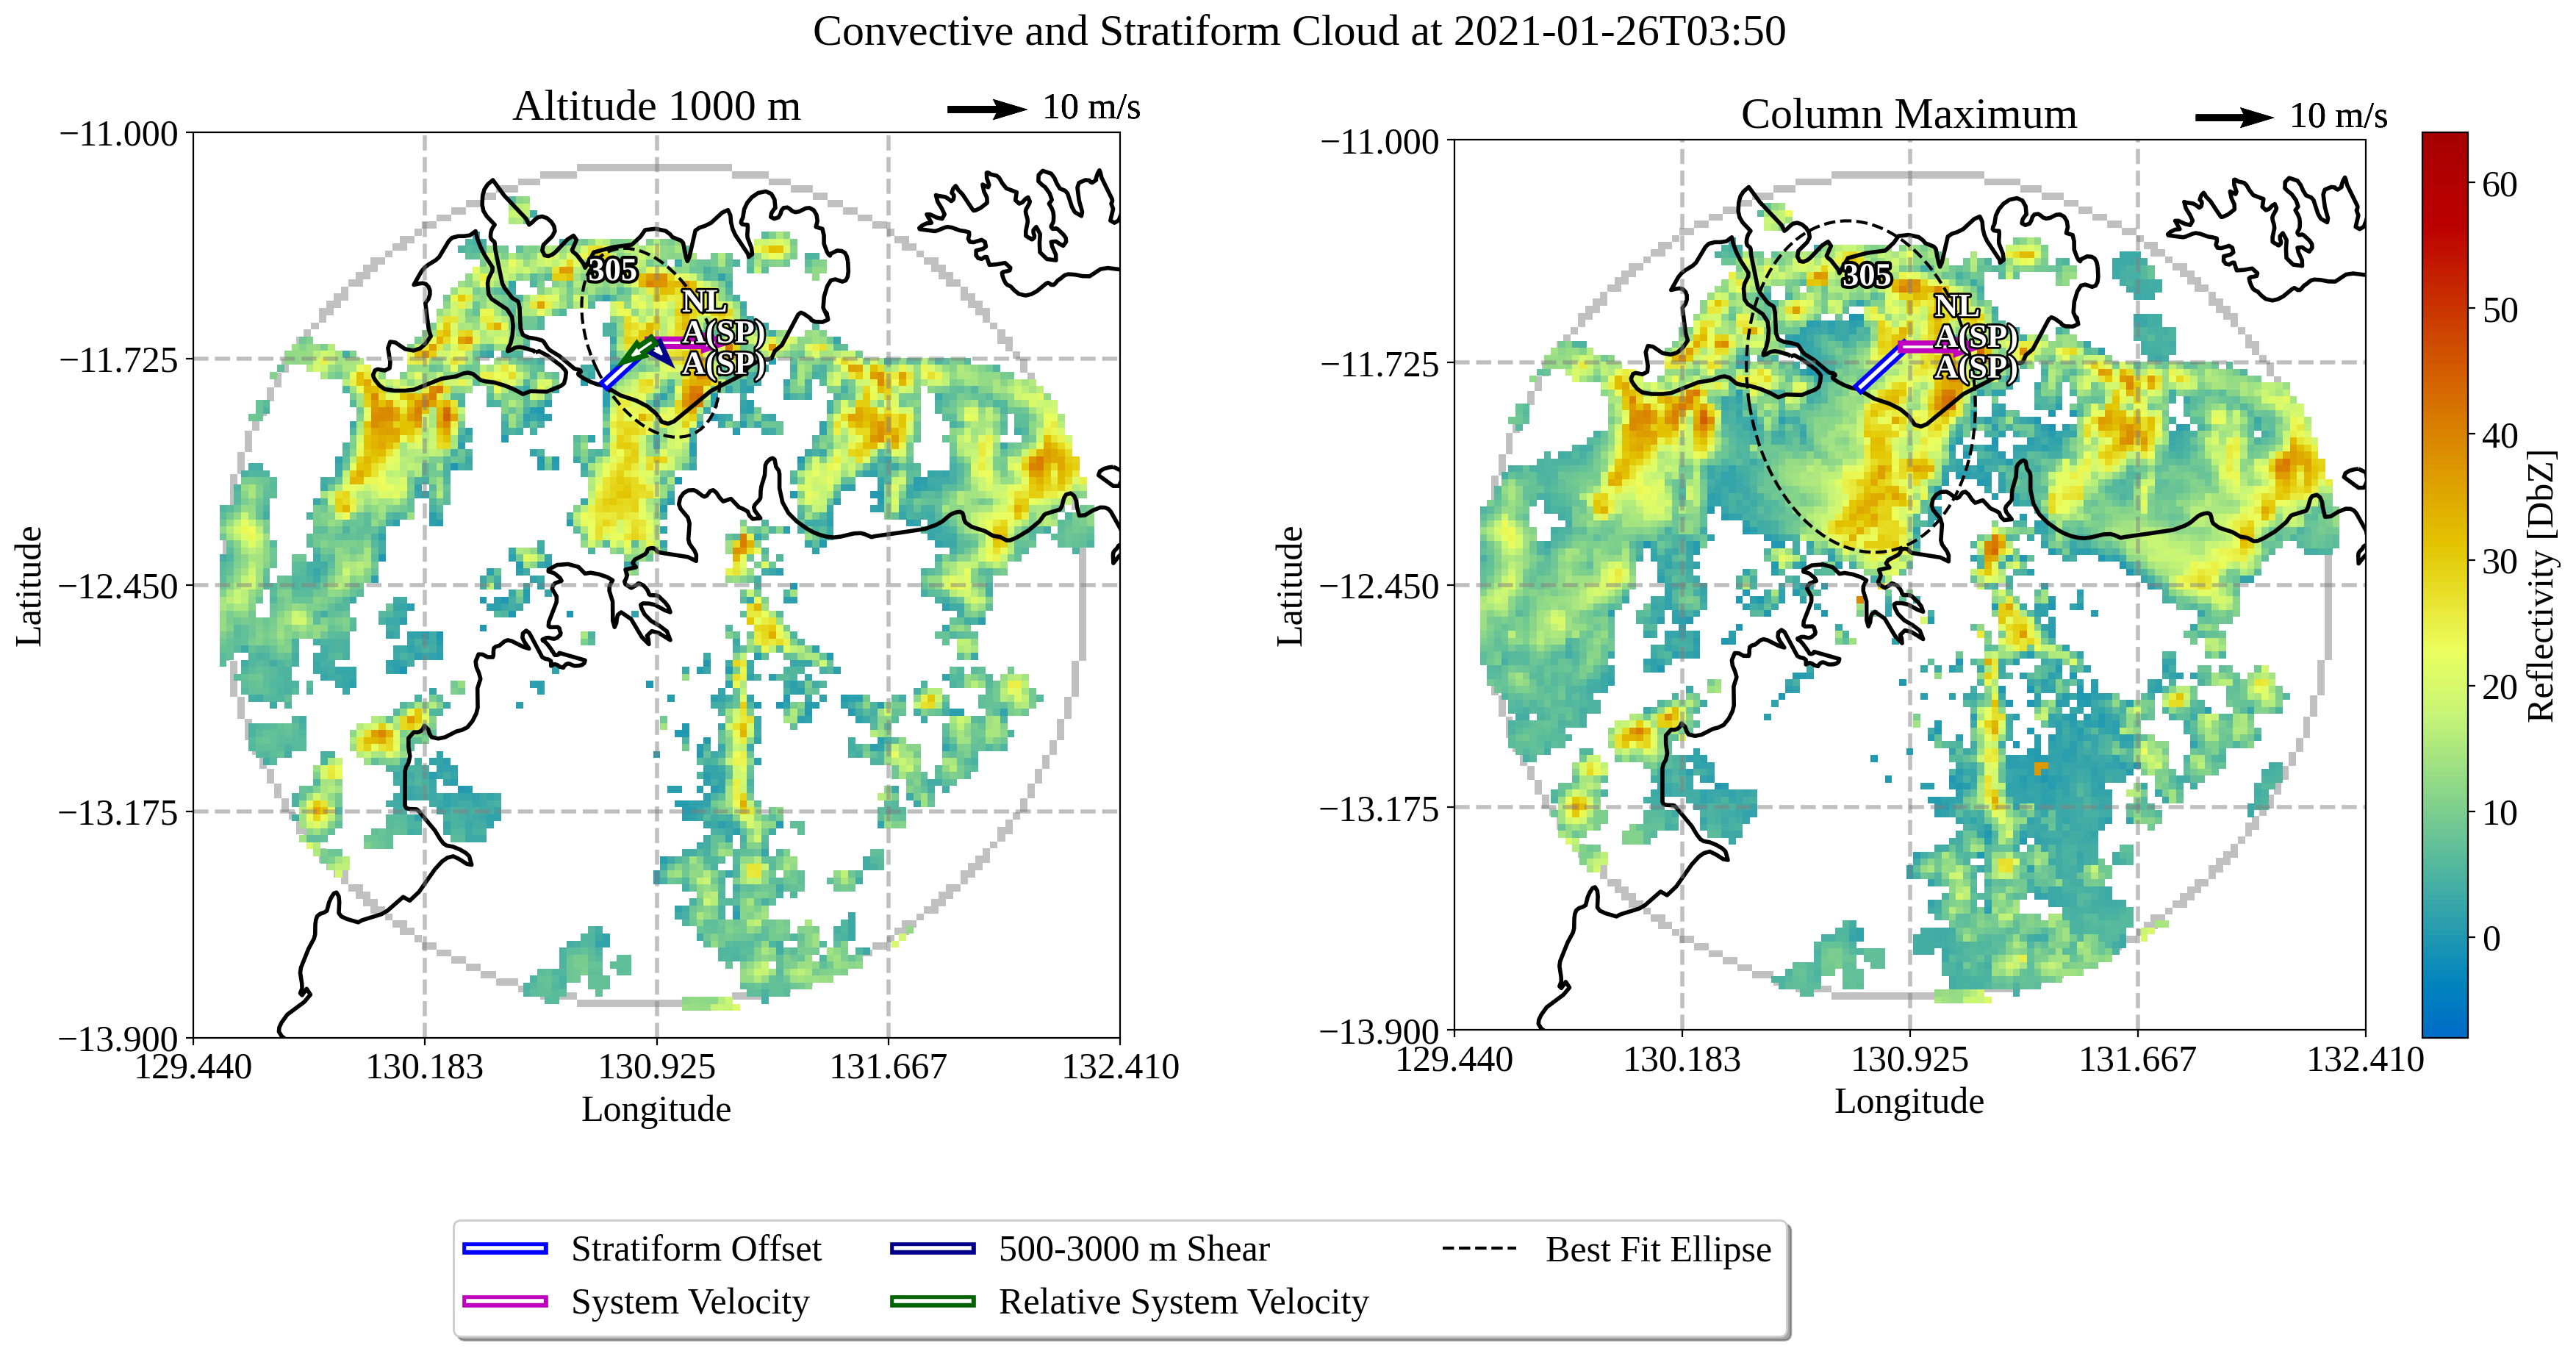 Convective and Stratiform Cloud at 2021-01-26T03:50
Altitude 1000 m
10 m/s
−11.000
−11.725
−12.450
−13.175
−13.900
Latitude
129.440
130.183
130.925
131.667
132.410
Longitude
305
NL
A(SP)
A(SP)
Column Maximum
10 m/s
−11.000
−11.725
−12.450
−13.175
−13.900
Latitude
129.440
130.183
130.925
131.667
132.410
Longitude
305
NL
A(SP)
A(SP)
60
50
40
30
20
10
0
Reflectivity [DbZ]
Stratiform Offset
System Velocity
500-3000 m Shear
Relative System Velocity
Best Fit Ellipse